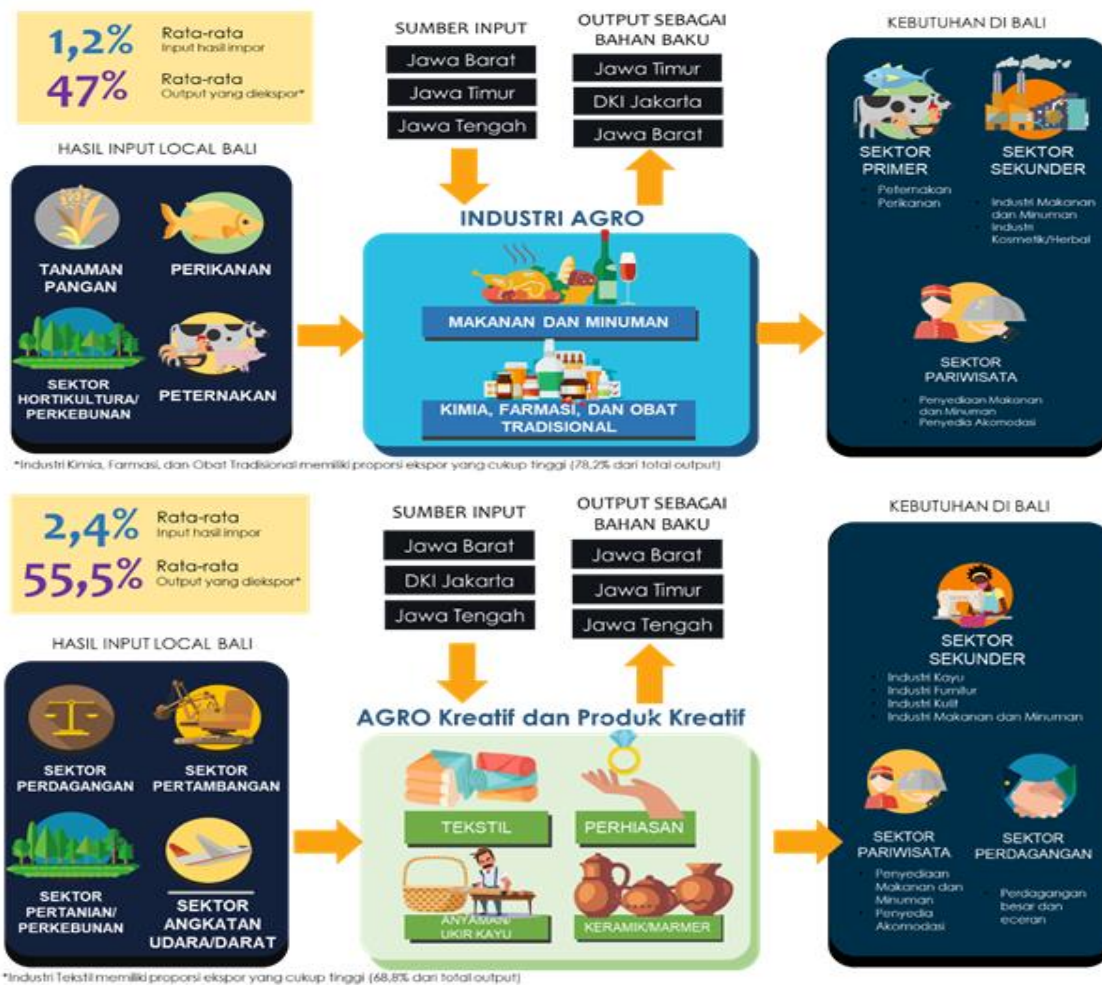 1,2%
Rata-rata
Input hasil impor
47%
Rata-rata
Output yang diekspor*
HASIL INPUT LOCAL BALI
TANAMAN
PANGAN
PERIKANAN
SEKTOR
HORTIKULTURA/
PERKEBUNAN
PETERNAKAN
SUMBER INPUT
Jawa Barat
Jawa Timur
Jawa Tengah
OUTPUT SEBAGAI
BAHAN BAKU
Jawa Timur
DKI Jakarta
Jawa Barat
INDUSTRI AGRO
MAKANAN DAN MINUMAN
KIMIA, FARMASI, DAN OBAT
TRADISIONAL
KEBUTUHAN DI BALI
SEKTOR
PRIMER
• Peternakan
• Perikanan
SEKTOR
SEKUNDER
• Industri Makanan
dan Minuman
• Industri
Kosmetik/Herbal
SEKTOR
PARIWISATA
• Penyediaan Makanan
dan Minuman
• Penyedia Akomodasi
*Industri Kimia, Farmasi, dan Obat Tradisional memiliki proporsi ekspor yang cukup tinggi (78,2% dari total output)
2,4%
Rata-rata
Input hasil impor
55,5%
Rata-rata
Output yang diekspor*
HASIL INPUT LOCAL BALI
SEKTOR
PERDAGANGAN
SEKTOR
PERTAMBANGAN
SEKTOR
PERTANIAN/
PERKEBUNAN
SEKTOR
ANGKATAN
UDARA/DARAT
SUMBER INPUT
Jawa Barat
DKI Jakarta
Jawa Tengah
OUTPUT SEBAGAI
BAHAN BAKU
Jawa Barat
Jawa Timur
Jawa Tengah
AGRO Kreatif dan Produk Kreatif
TEKSTIL
PERHIASAN
ANYAMAN/
UKIR KAYU
KERAMIK/MARMER
KEBUTUHAN DI BALI
SEKTOR
SEKUNDER
• Industri Kayu
• Industri Furnitur
• Industri Kulit
• Industri Makanan dan Minuman
SEKTOR
PARIWISATA
• Penyediaan
Makanan dan
Minuman
• Penyedia
Akomodasi
SEKTOR
PERDAGANGAN
• Perdagangan
besar dan
eceran
*Industri Tekstil memiliki proporsi ekspor yang cukup tinggi (68,8% dari total output)